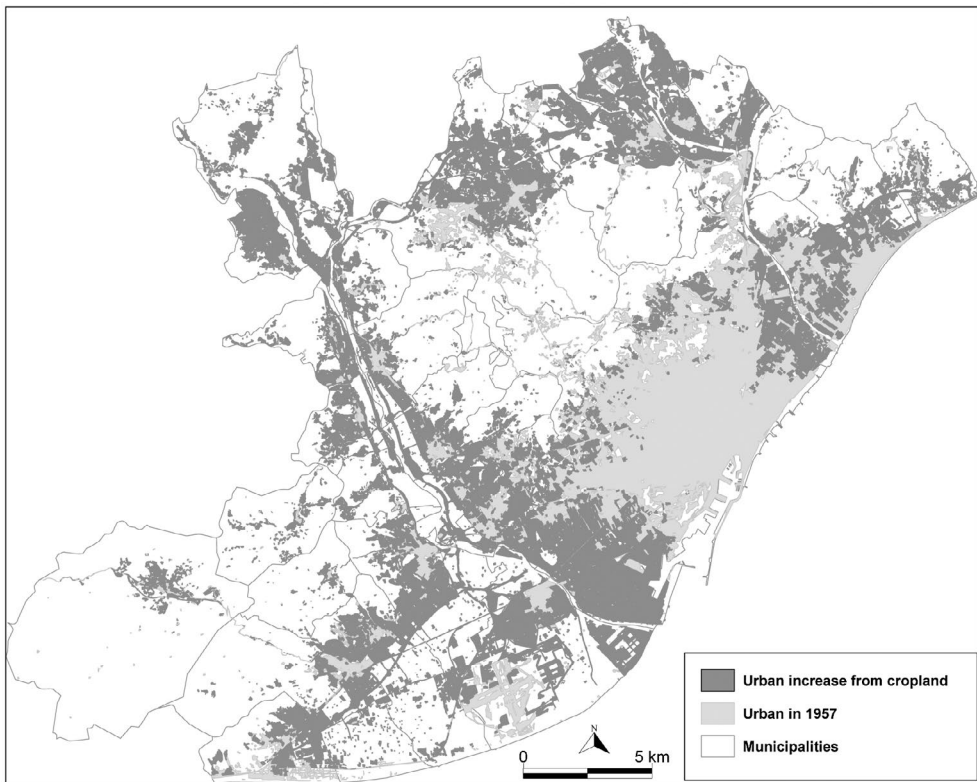 Urban increase from cropland
Urban in 1957
Municipalities
N
0 5 km